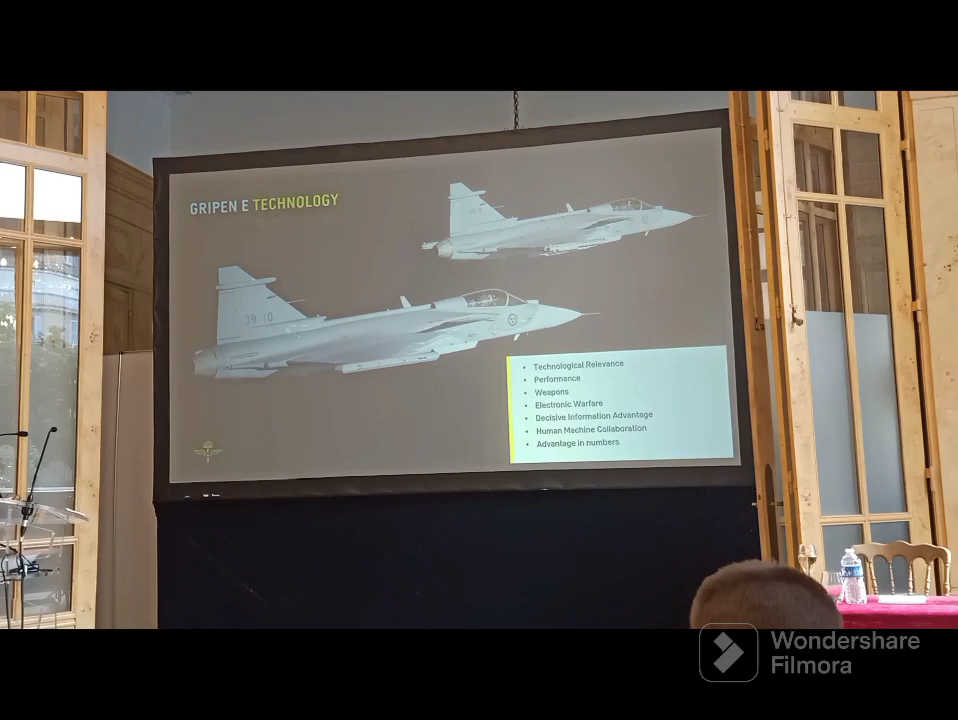 GRIPEN E TECHNOLOGY
39 10
• Technological Relevance
• Performance
• Weapons
• Electronic Warfare
• Decisive Information Advantage
• Human Machine Collaboration
• Advantage in numbers
Wondershare
Filmora